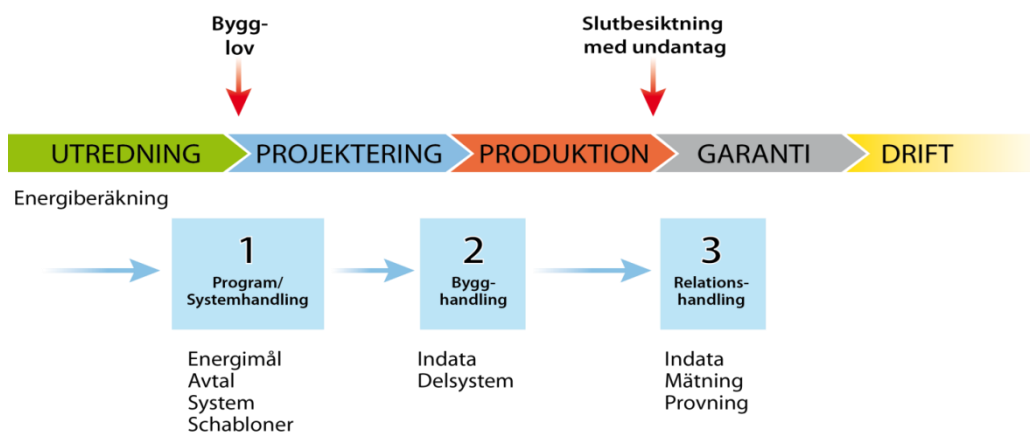 Bygg-
lov
Slutbesiktning
med undantag
UTREDNING
PROJEKTERING
PRODUKTION
GARANTI
DRIFT
Energiberäkning
1
Program/
Systemhandling
2
Bygg-
handling
3
Relations-
handling
Energimål
Avtal
System
Schabloner
Indata
Delsystem
Indata
Mätning
Provning